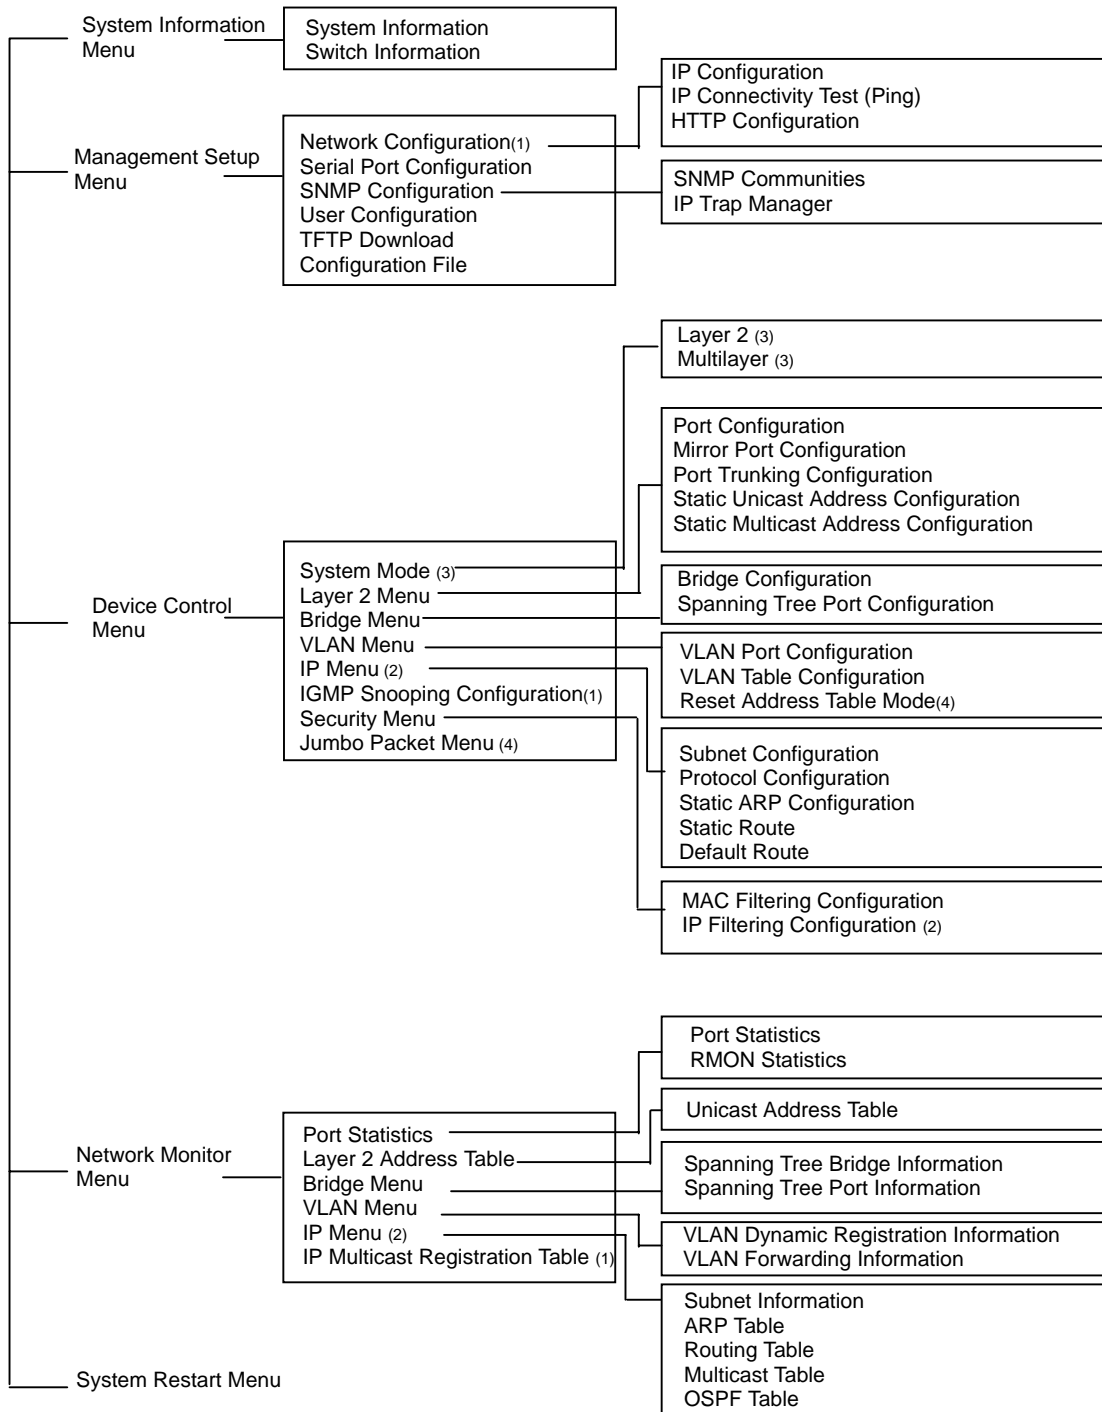 System Information
Menu
System Information
Switch Information
Management Setup
Menu
Network Configuration(1)
Serial Port Configuration
SNMP Configuration
User Configuration
TFTP Download
Configuration File
IP Configuration
IP Connectivity Test (Ping)
HTTP Configuration
SNMP Communities
IP Trap Manager
Device Control
Menu
System Mode (3)
Layer 2 Menu
Bridge Menu
VLAN Menu
IP Menu (2)
IGMP Snooping Configuration(1)
Security Menu
Jumbo Packet Menu (4)
Layer 2 (3)
Multilayer (3)
Port Configuration
Mirror Port Configuration
Port Trunking Configuration
Static Unicast Address Configuration
Static Multicast Address Configuration
Bridge Configuration
Spanning Tree Port Configuration
VLAN Port Configuration
VLAN Table Configuration
Reset Address Table Mode(4)
Subnet Configuration
Protocol Configuration
Static ARP Configuration
Static Route
Default Route
MAC Filtering Configuration
IP Filtering Configuration (2)
Network Monitor
Menu
Port Statistics
Layer 2 Address Table
Bridge Menu
VLAN Menu
IP Menu (2)
IP Multicast Registration Table (1)
Port Statistics
RMON Statistics
Unicast Address Table
Spanning Tree Bridge Information
Spanning Tree Port Information
VLAN Dynamic Registration Information
VLAN Forwarding Information
Subnet Information
ARP Table
Routing Table
Multicast Table
OSPF Table
System Restart Menu